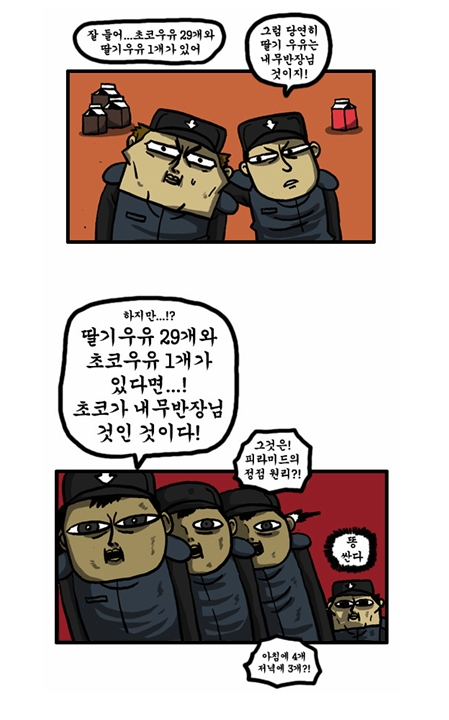 잘 들어...초코우유 29개와
딸기우유 1개가 있어
그럼 당연히
딸기 우유는
내무반장님
것이지!
하지만...!?
딸기우유 29개와
초코우유 1개가
있다면...!
초코가 내무반장님
것인 것이다!
그것은!
피라미드의
정점 원리?!
똥
싼다
아침에 4개
저녁에 3개?!